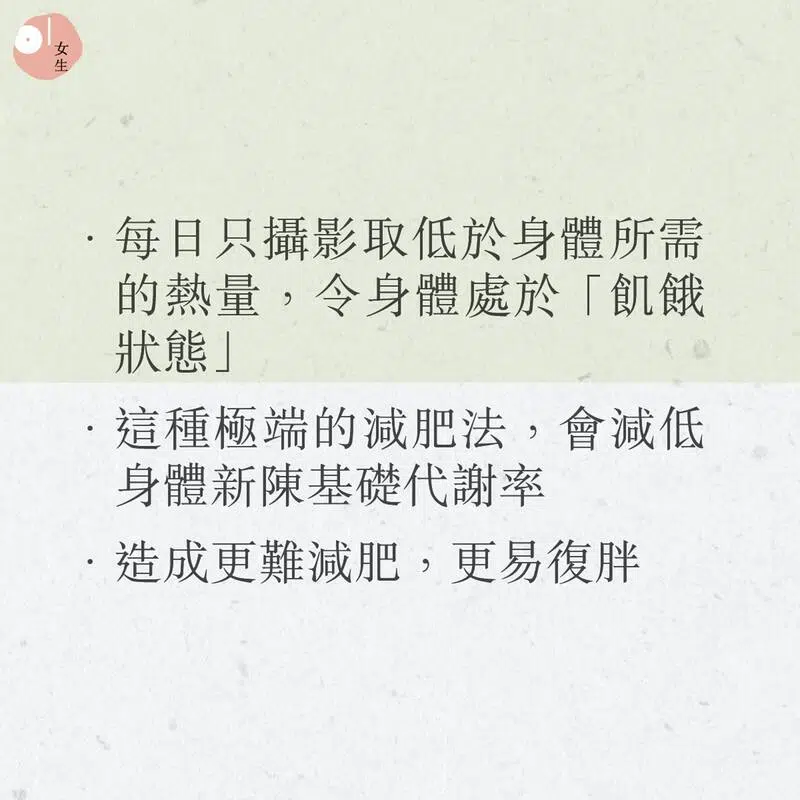 女生
· 每日只攝影取低於身體所需
的熱量，令身體處於「飢餓
狀態」
· 這種極端的減肥法，會減低
身體新陳基礎代謝率
· 造成更難減肥，更易復胖